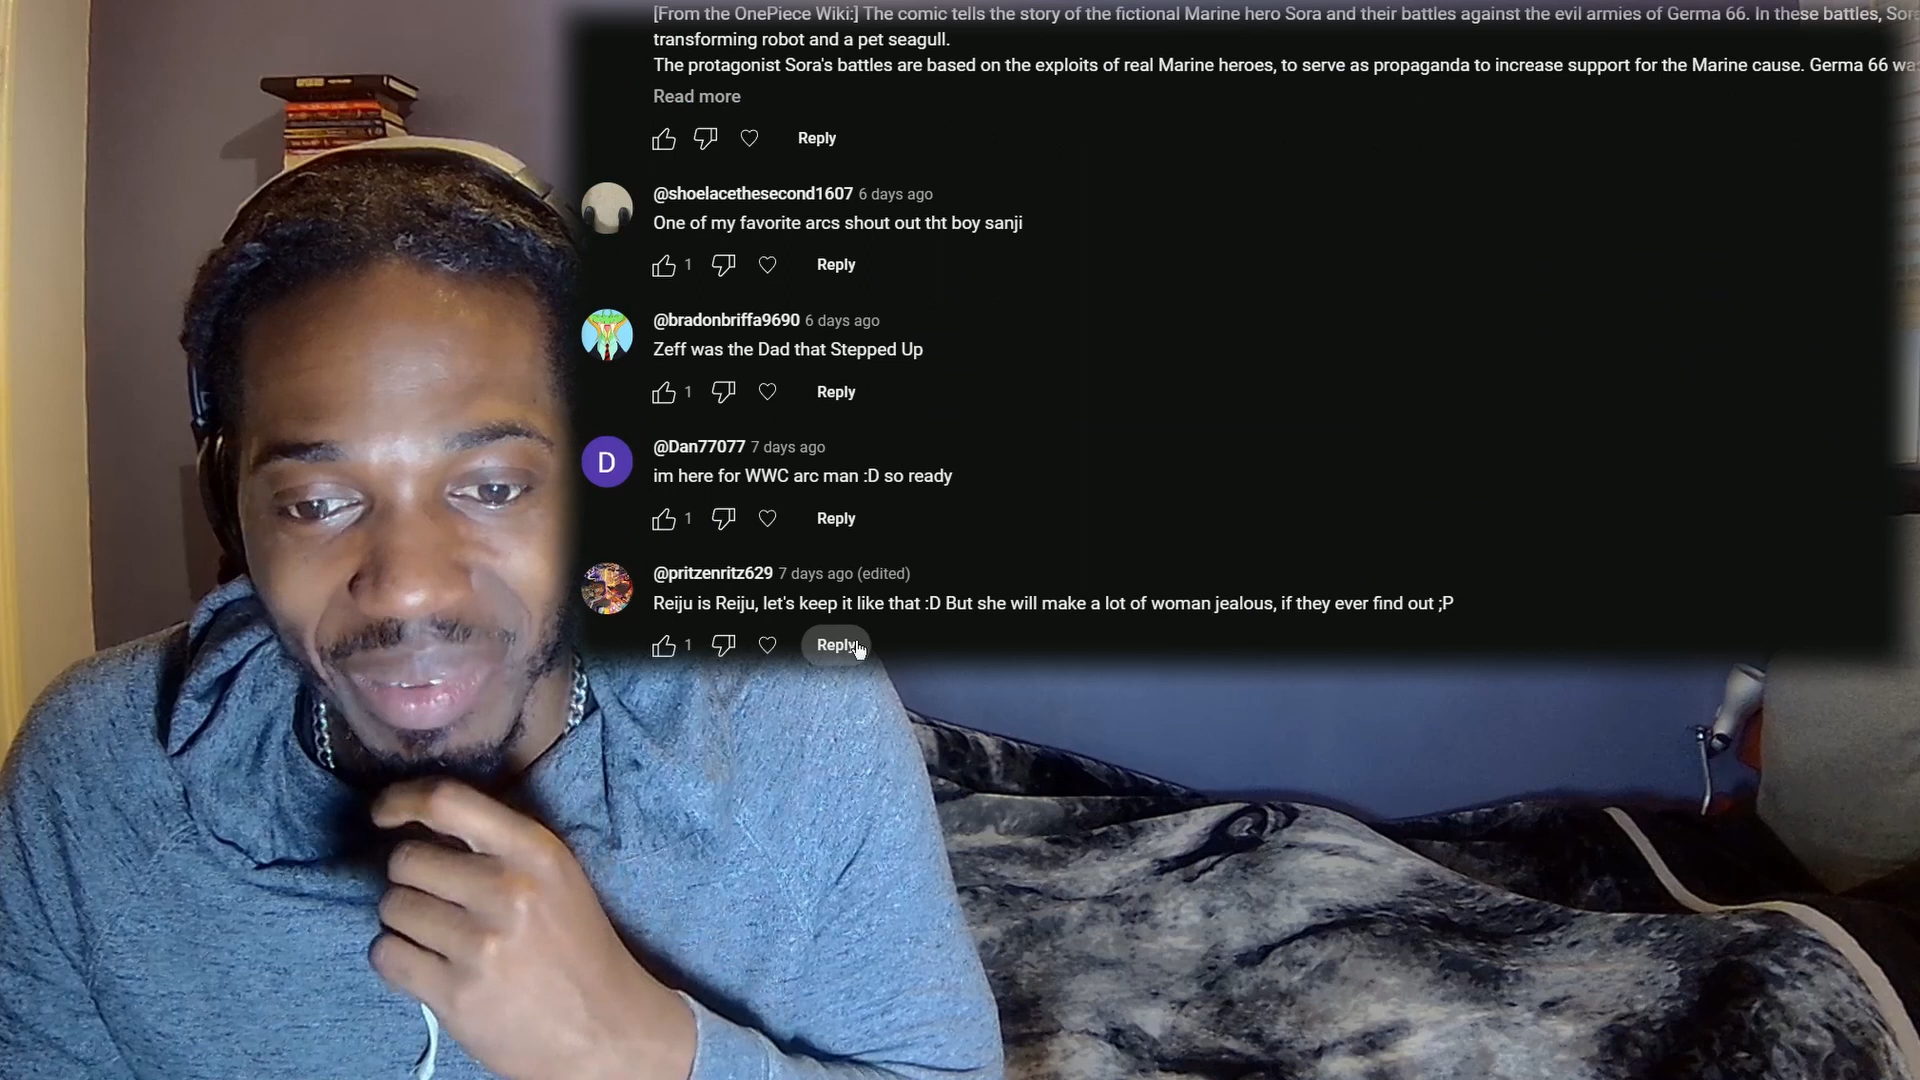 [From the OnePiece Wiki:] The comic tells the story of the fictional Marine hero Sora and their battles against the evil armies of Germa 66. In these battles,
transforming robot and a pet seagull.
The protagonist Sora's battles are based on the exploits of real Marine heroes, to serve as propaganda to increase support for the Marine cause. Germa 66
Read more
Reply
@shoelacethesecond1607 6 days ago
One of my favorite arcs shout out tht boy sanji
1 Reply
@bradonbriffa9690 6 days ago
Zeff was the Dad that Stepped Up
1 Reply
D @Dan77077 7 days ago
im here for WWC arc man :D so ready
1 Reply
@pritzenritz629 7 days ago (edited)
Reiju is Reiju, let's keep it like that :D But she will make a lot of woman jealous, if they ever find out ;P
1 Reply